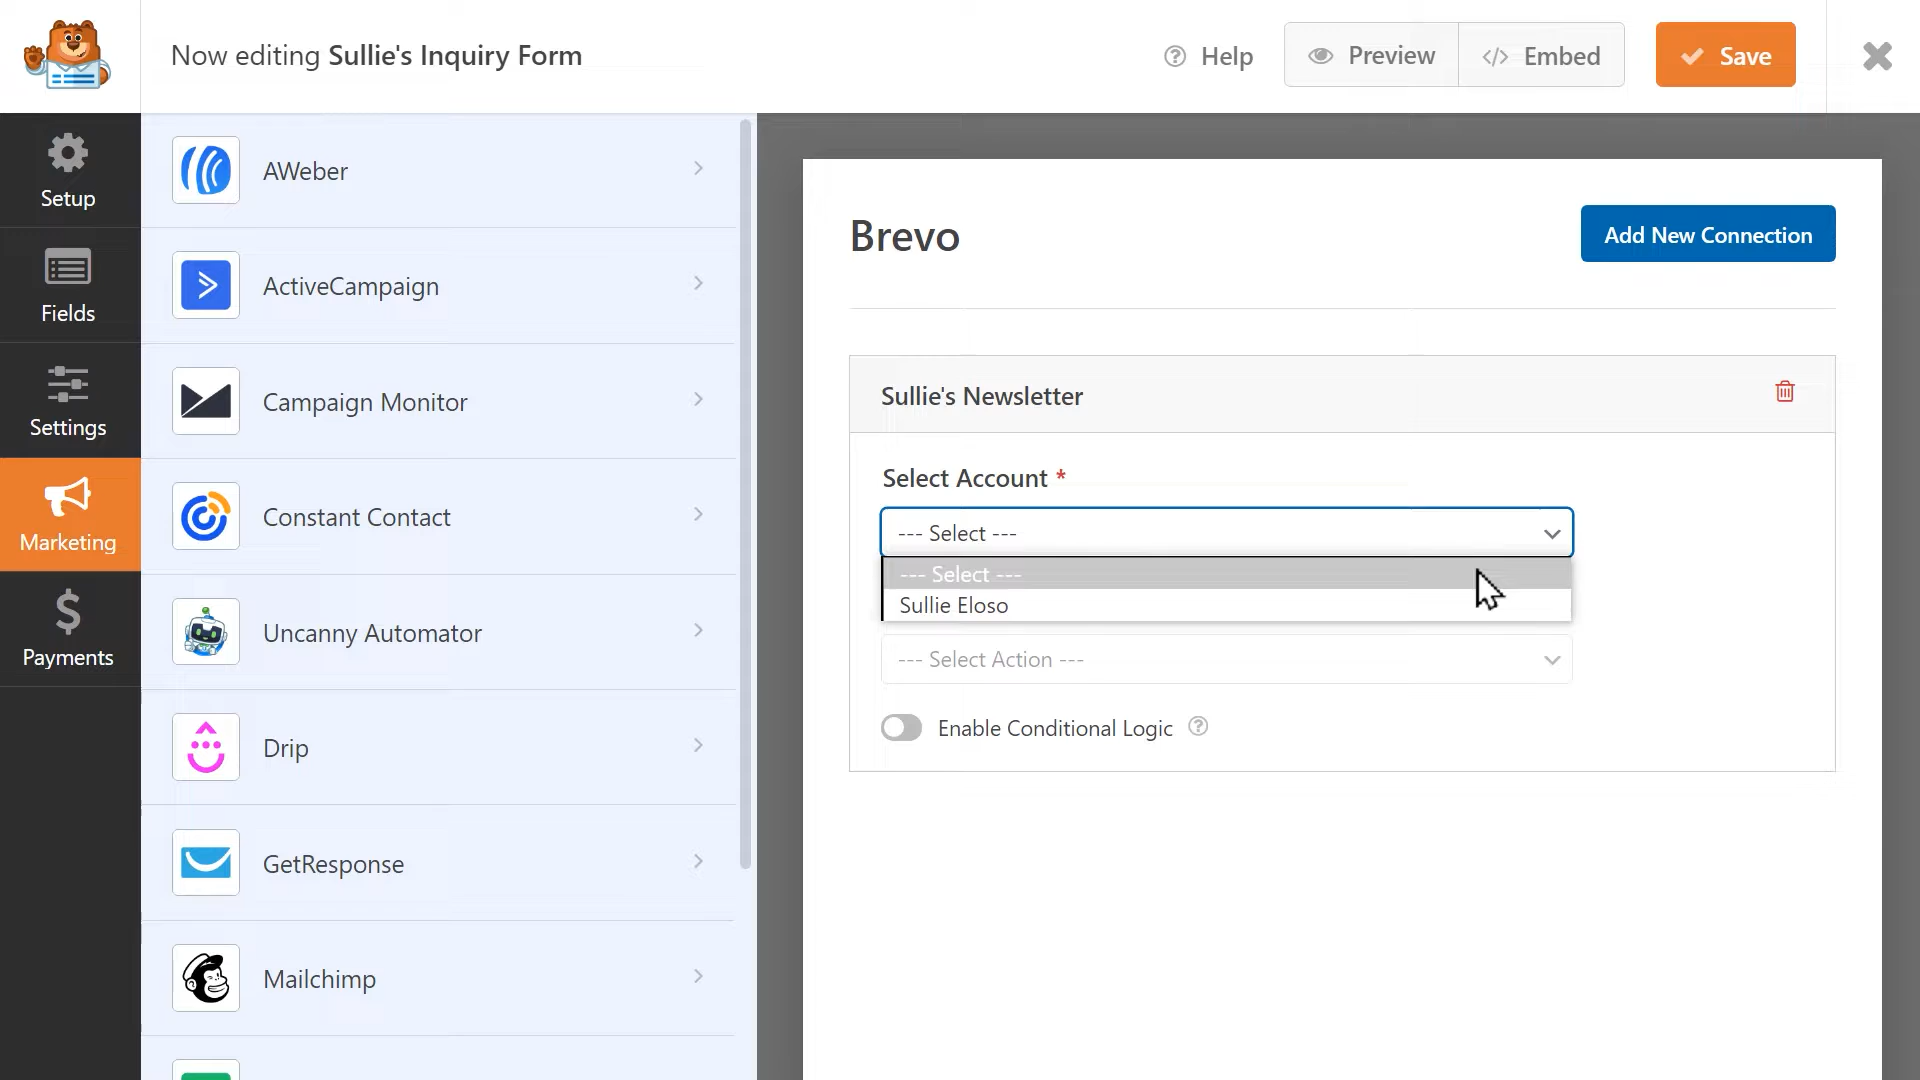 Now editing Sullie's Inquiry Form
Help
Preview
Embed
Save
Setup
Fields
Settings
Marketing
Payments
AWeber
ActiveCampaign
Campaign Monitor
Constant Contact
Uncanny Automator
Drip
GetResponse
Mailchimp
Brevo
Add New Connection
Sullie's Newsletter
Select Account *
--- Select ---
--- Select ---
Sullie Eloso
--- Select Action ---
Enable Conditional Logic